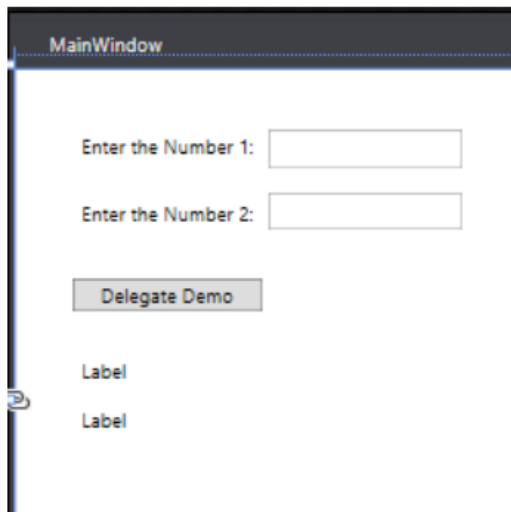 MainWindow
Enter the Number 1:
Enter the Number 2:
Delegate Demo
Label
Label